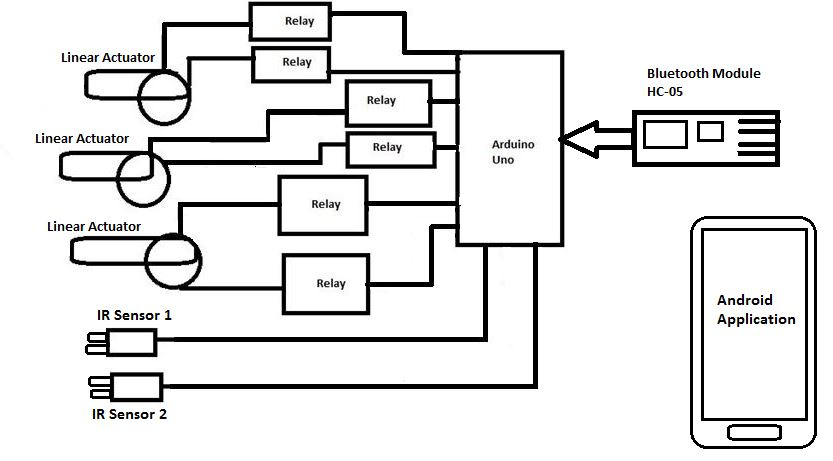 Relay
Linear Actuator
Relay
Bluetooth Module
HC-05
Relay
Linear Actuator
Relay
Arduino
Uno
Relay
Linear Actuator
Relay
Android
Application
IR Sensor 1
IR Sensor 2